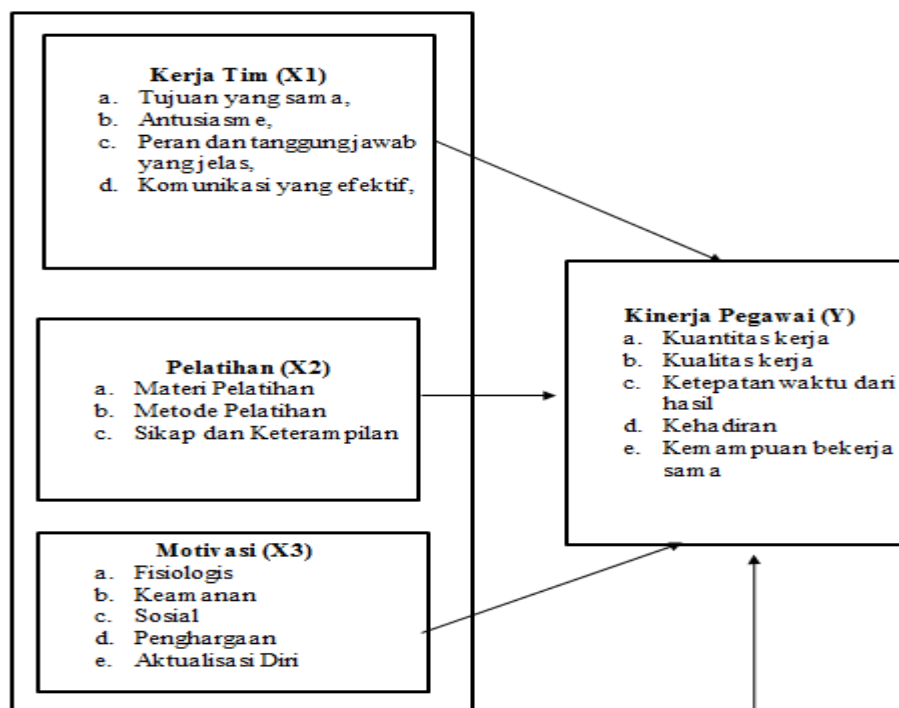 Kerja Tim (X1)
a. Tujuan yang sama,
b. Antusiasme,
c. Peran dan tanggung jawab
yang jelas,
d. Komunikasi yang efektif,
Pelatihan (X2)
a. Materi Pelatihan
b. Metode Pelatihan
c. Sikap dan Keterampilan
Motivasi (X3)
a. Fisiologis
b. Keamanan
c. Sosial
d. Penghargaan
e. Aktualisasi Diri
Kinerja Pegawai (Y)
a. Kuantitas kerja
b. Kualitas kerja
c. Ketepatan waktu dari
hasil
d. Kehadiran
e. Kemampuan bekerja
sama